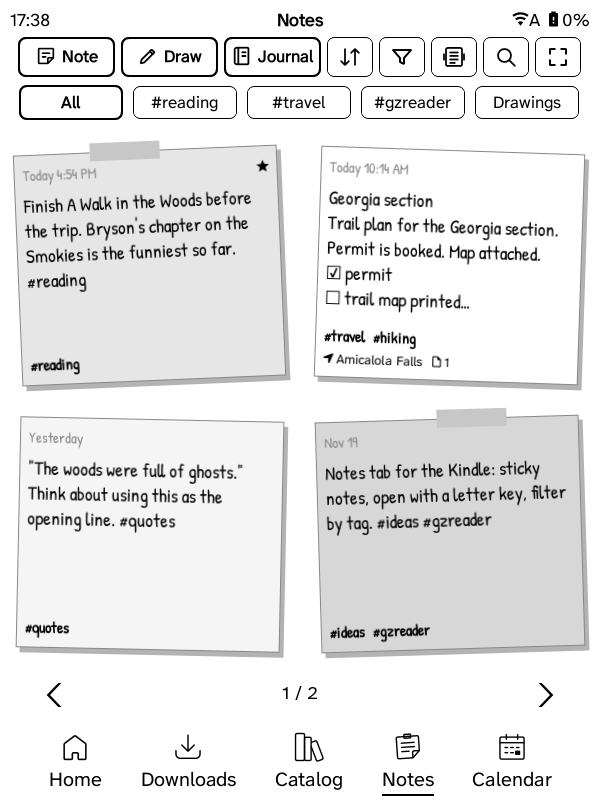 17:38 Notes A 0%
Note Draw Journal
All #reading #travel #gzreader Drawings
Today 4:54 PM
Finish A Walk in the Woods before
the trip. Bryson's chapter on the
Smokies is the funniest so far.
#reading
#reading
Today 10:14 AM
Georgia section
Trail plan for the Georgia section.
Permit is booked. Map attached.
☑ permit
☐ trail map printed...
#travel #hiking
Amicalola Falls 1
Yesterday
"The woods were full of ghosts."
Think about using this as the
opening line. #quotes
#quotes
Nov 19
Notes tab for the Kindle: sticky
notes, open with a letter key, filter
by tag. #ideas #gzreader
#ideas #gzreader
1 / 2
Home Downloads Catalog Notes Calendar